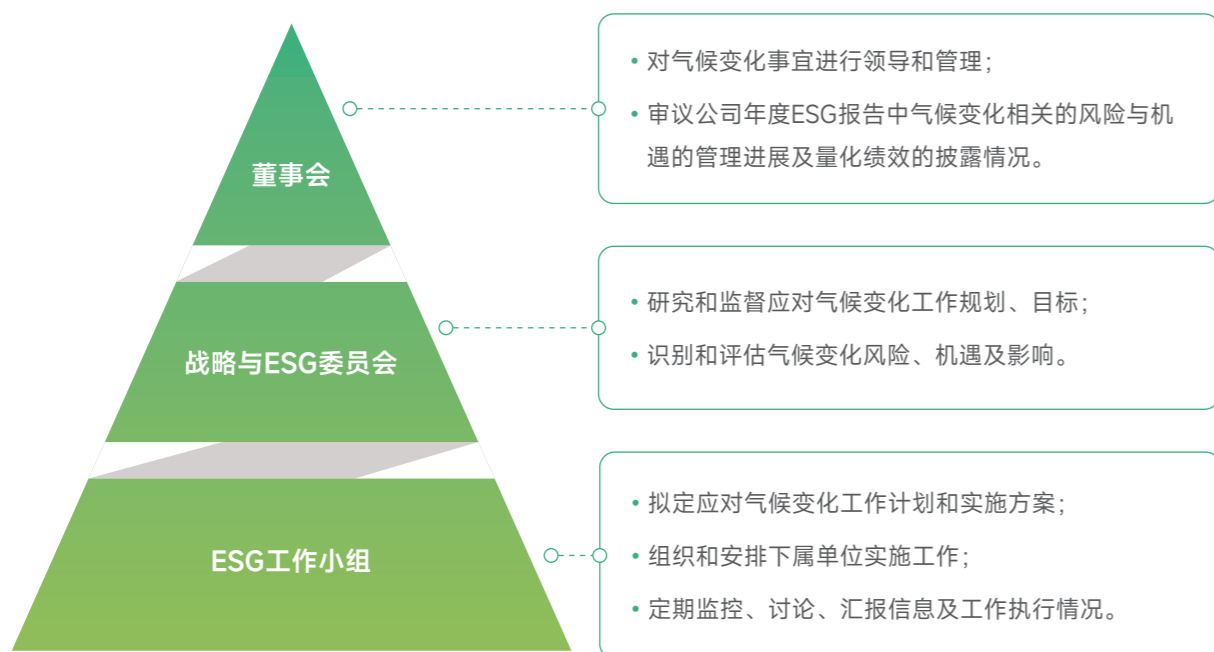 董事会
• 对气候变化事宜进行领导和管理；
• 审议公司年度ESG报告中气候变化相关的风险与机
遇的管理进展及量化绩效的披露情况。
战略与ESG委员会
• 研究和监督应对气候变化工作规划、目标；
• 识别和评估气候变化风险、机遇及影响。
ESG工作小组
• 拟定应对气候变化工作计划和实施方案；
• 组织和安排下属单位实施工作；
• 定期监控、讨论、汇报信息及工作执行情况。